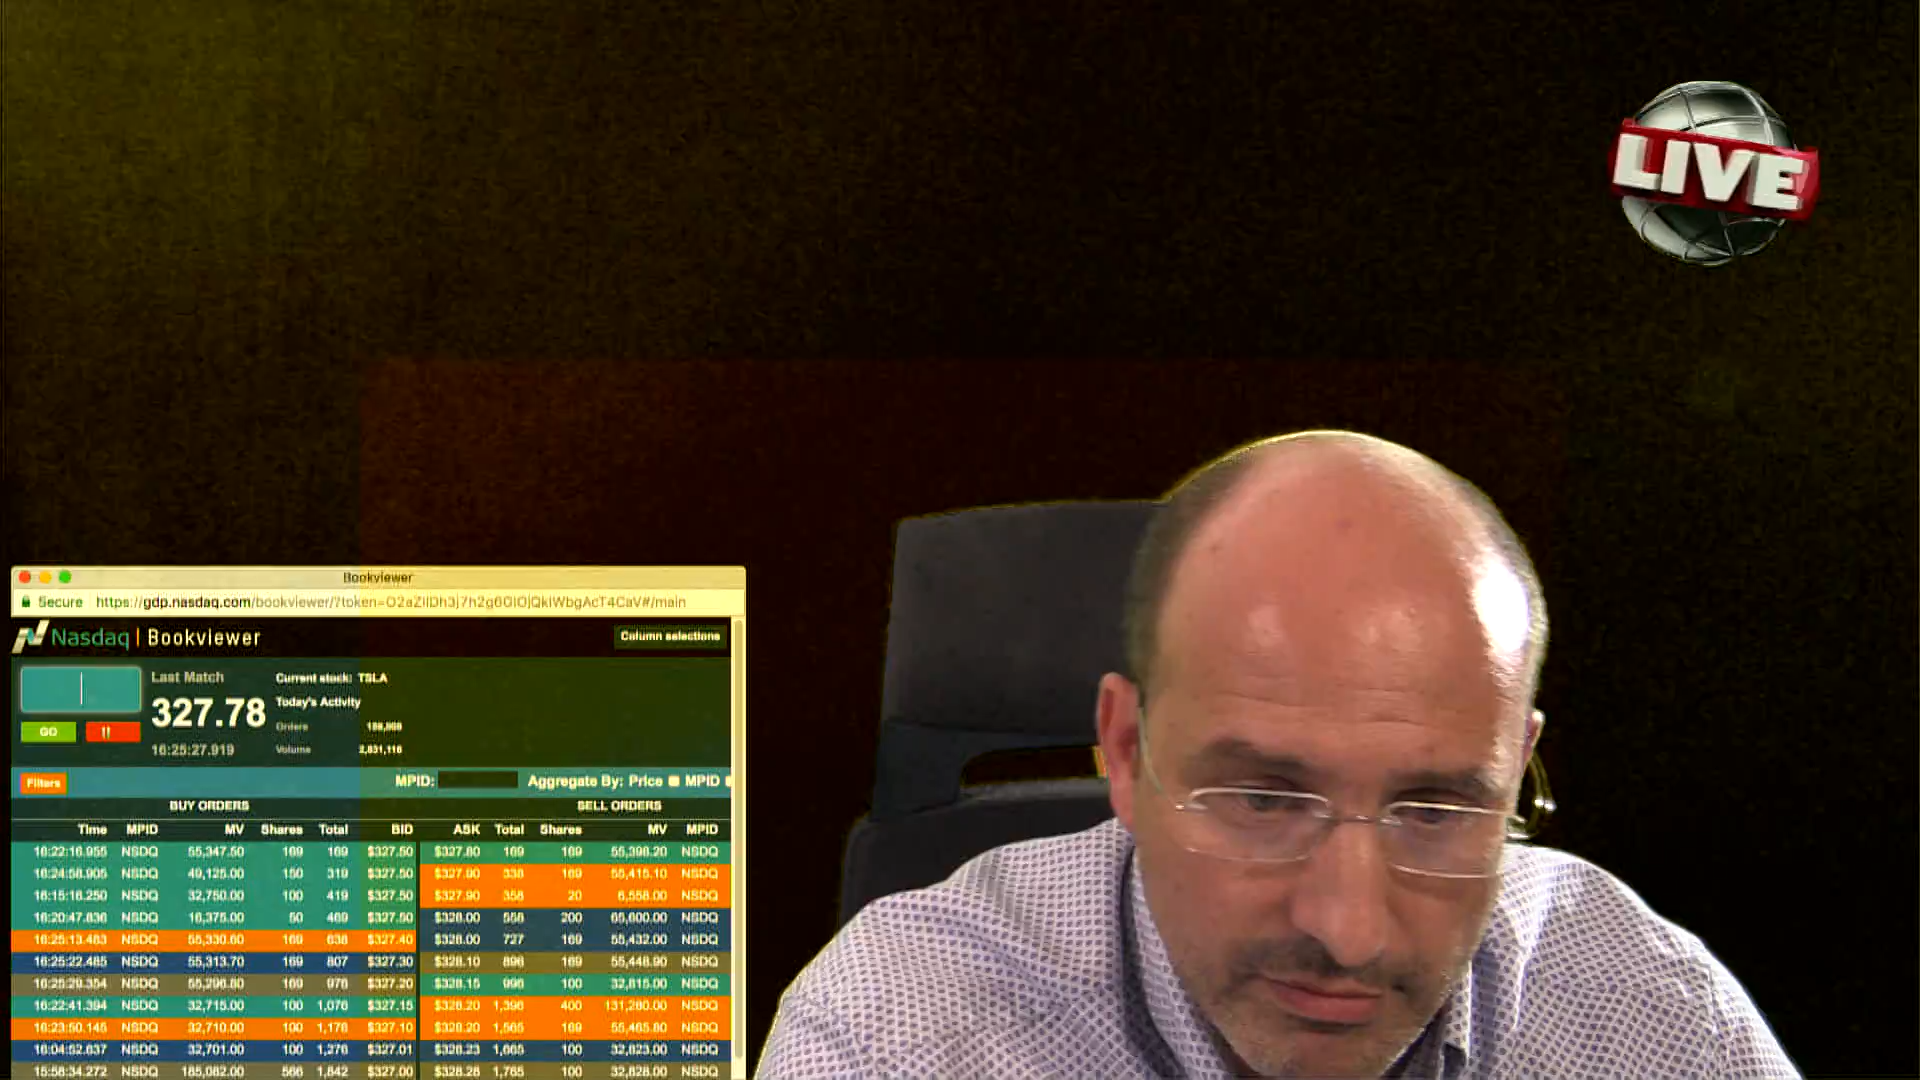 LIVE
Bookviewer
Secure https://gdp.nasdaq.com/bookviewer/?token=
Nasdaq | Bookviewer
Column selections
Last Match
Current stock: TSLA
327.78
Today's Activity
GO
Orders
16:25:27.919
Volume 2,831,116
Filters
MPID:
Aggregate By: Price MPID
BUY ORDERS
SELL ORDERS
Time MPID MV Shares Total BID ASK Total Shares MV MPID
16:22:16.955 NSDQ 55,347.50 169 169 $327.50 $327.80 169 169 55,398.20 NSDQ
16:24:58.905 NSDQ 49,125.00 150 319 $327.50 $327.90 338 169 55,415.10 NSDQ
16:15:16.250 NSDQ 32,750.00 100 419 $327.50 $327.90 358 20 6,558.00 NSDQ
16:20:47.836 NSDQ 16,375.00 50 469 $327.50 $328.00 558 200 65,600.00 NSDQ
16:25:13.463 NSDQ 55,330.60 169 638 $327.40 $328.00 727 169 55,432.00 NSDQ
16:25:22.485 NSDQ 55,313.70 169 807 $327.30 $328.10 896 169 55,448.90 NSDQ
16:25:29.354 NSDQ 55,296.80 169 976 $327.20 $328.15 996 100 32,815.00 NSDQ
16:22:41.394 NSDQ 32,715.00 100 1,076 $327.15 $328.20 1,396 400 131,280.00 NSDQ
16:23:50.145 NSDQ 32,710.00 100 1,176 $327.10 $328.20 1,565 169 55,465.80 NSDQ
16:04:52.637 NSDQ 32,701.00 100 1,276 $327.01 $328.23 1,665 100 32,823.00 NSDQ
15:58:34.272 NSDQ 185,082.00 566 1,842 $327.00 $328.28 1,765 100 32,828.00 NSDQ